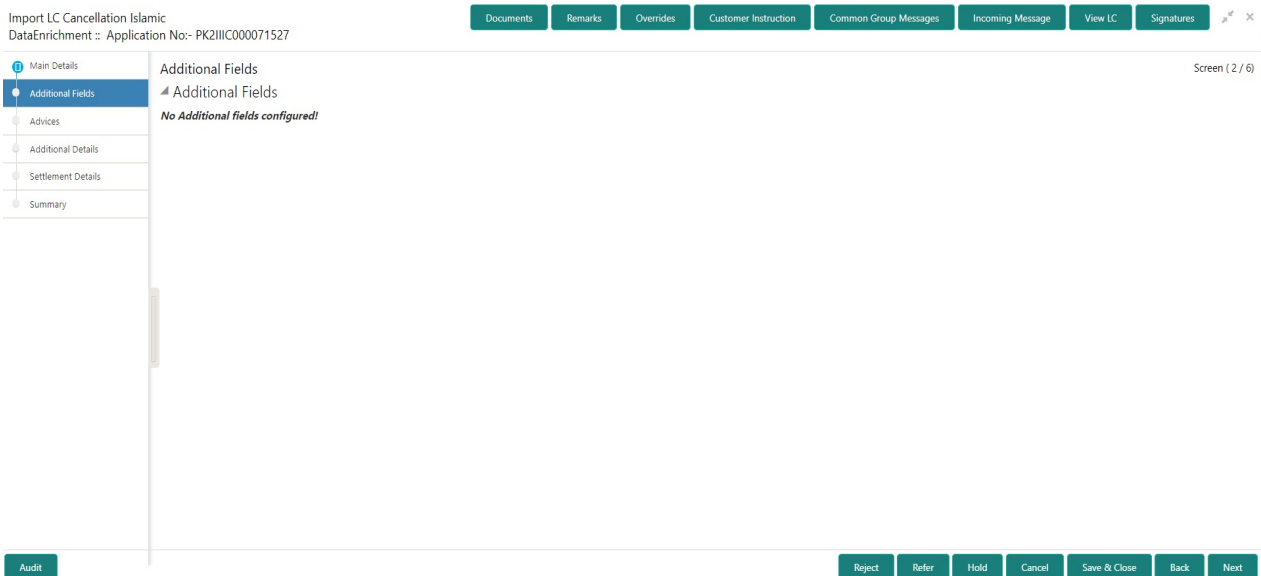 Import LC Cancellation Islamic
DataEnrichment :: Application No:- PK2IIIC000071527
Documents Remarks Overrides Customer Instruction Common Group Messages Incoming Message View LC Signatures
Main Details
Additional Fields
Advices
Additional Details
Settlement Details
Summary
Additional Fields
Screen ( 2 / 6)
Additional Fields
No Additional fields configured!
Audit
Reject Refer Hold Cancel Save & Close Back Next